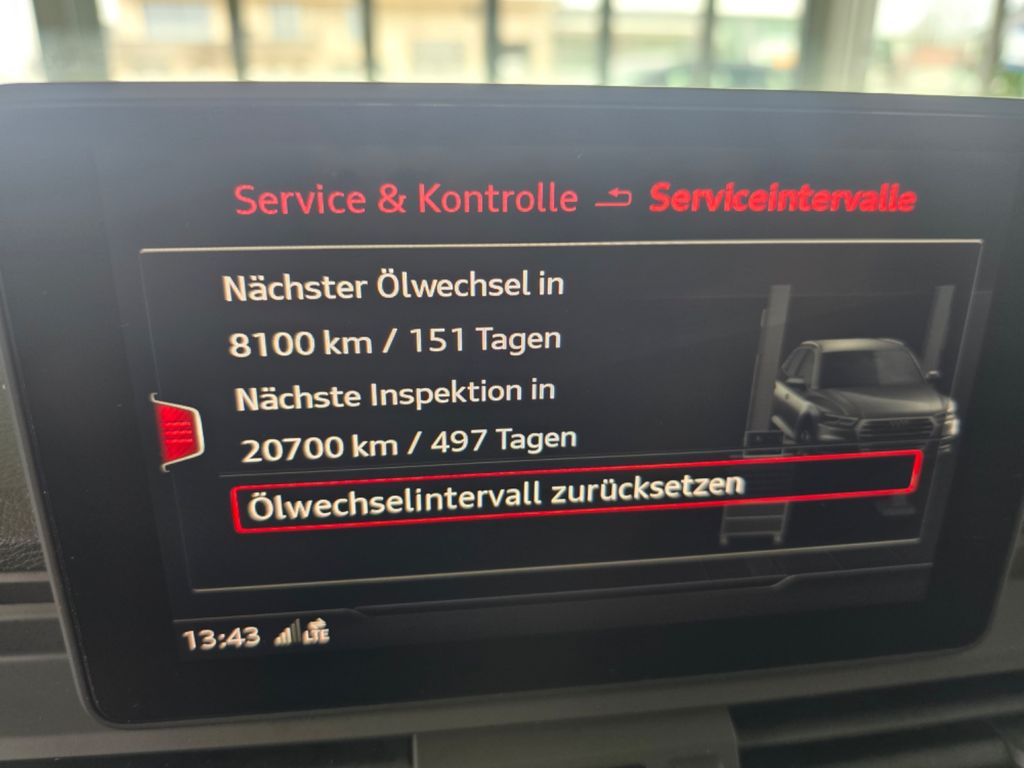 Service & Kontrolle Serviceintervalle
Nächster Ölwechsel in
8100 km / 151 Tagen
Nächste Inspektion in
20700 km / 497 Tagen
Ölwechselintervall zurücksetzen
13:43 LTE